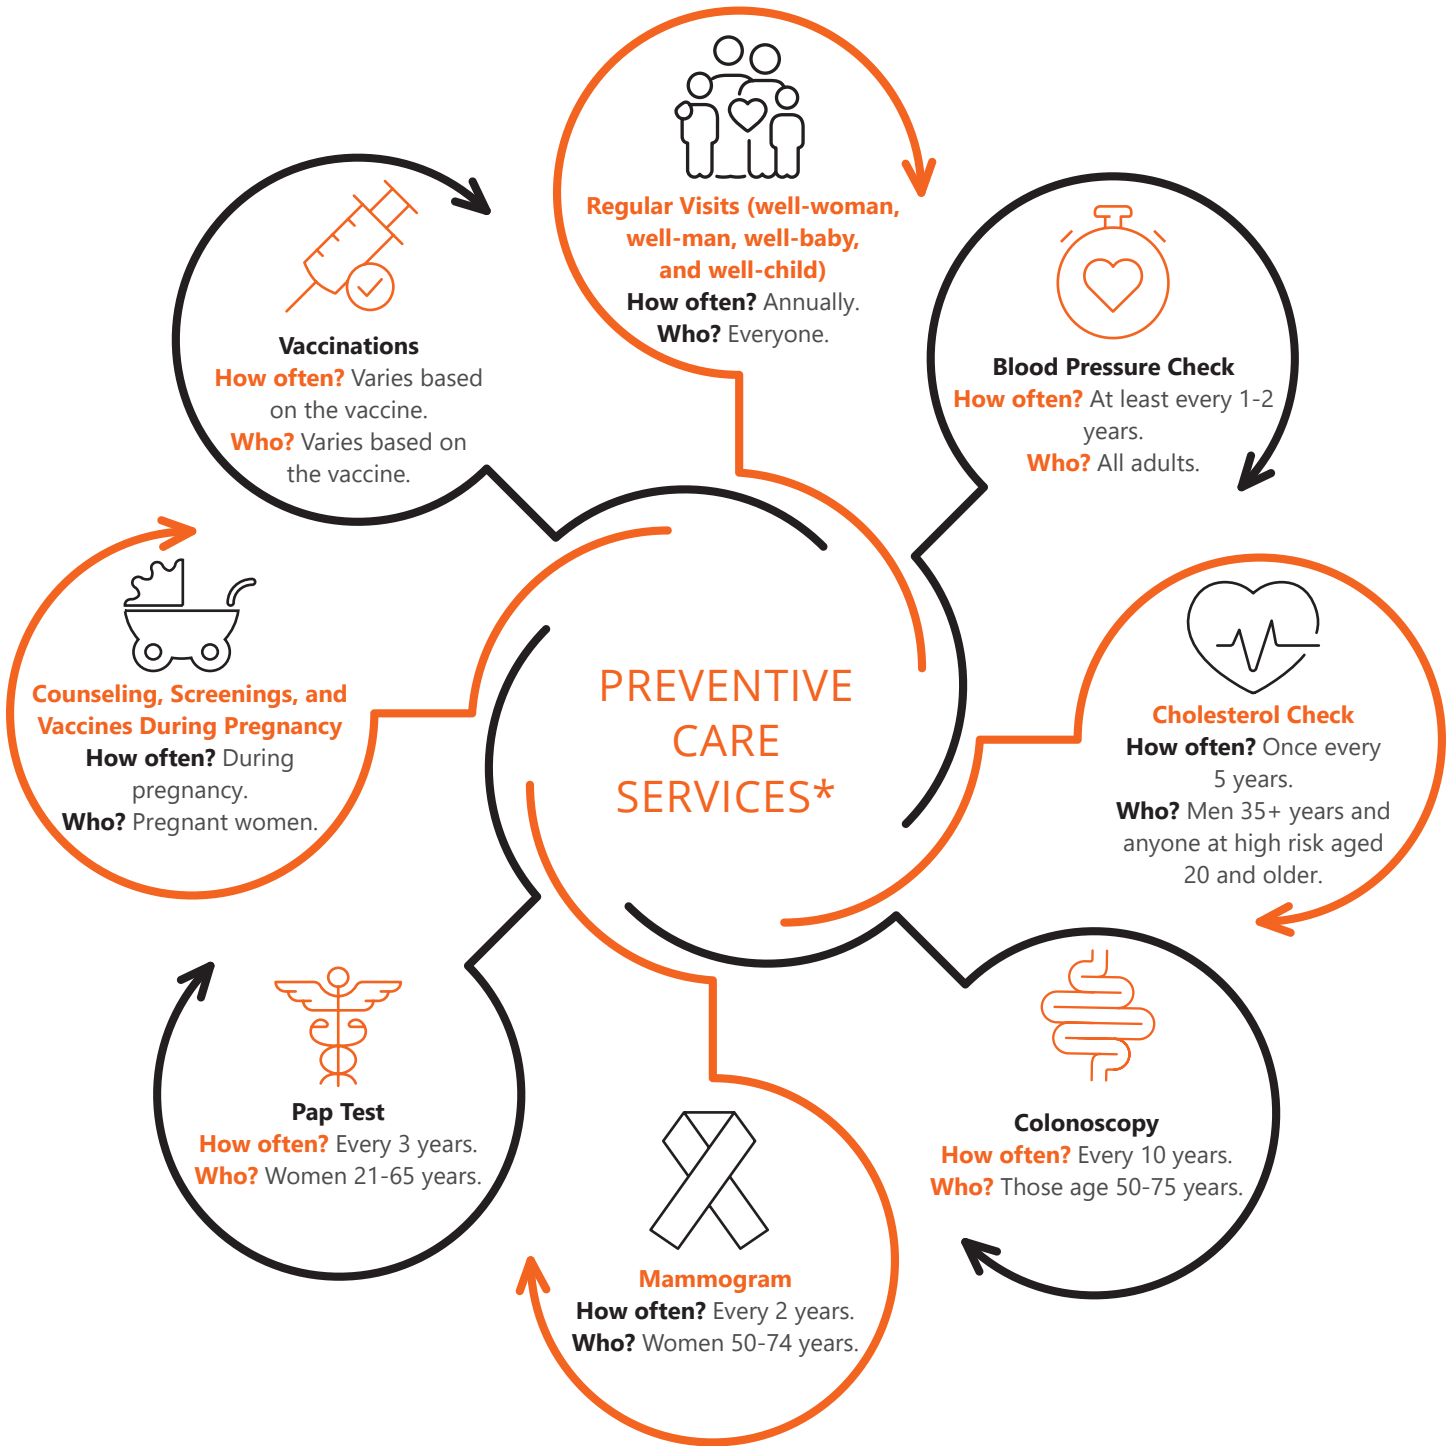 Regular Visits (well-woman,
well-man, well-baby,
and well-child)
How often? Annually.
Who? Everyone.
Blood Pressure Check
How often? At least every 1-2
years.
Who? All adults.
Cholesterol Check
How often? Once every
5 years.
Who? Men 35+ years and
anyone at high risk aged
20 and older.
Colonoscopy
How often? Every 10 years.
Who? Those age 50-75 years.
Mammogram
How often? Every 2 years.
Who? Women 50-74 years.
Pap Test
How often? Every 3 years.
Who? Women 21-65 years.
Counseling, Screenings, and
Vaccines During Pregnancy
How often? During
pregnancy.
Who? Pregnant women.
Vaccinations
How often? Varies based
on the vaccine.
Who? Varies based on
the vaccine.
PREVENTIVE
CARE
SERVICES*